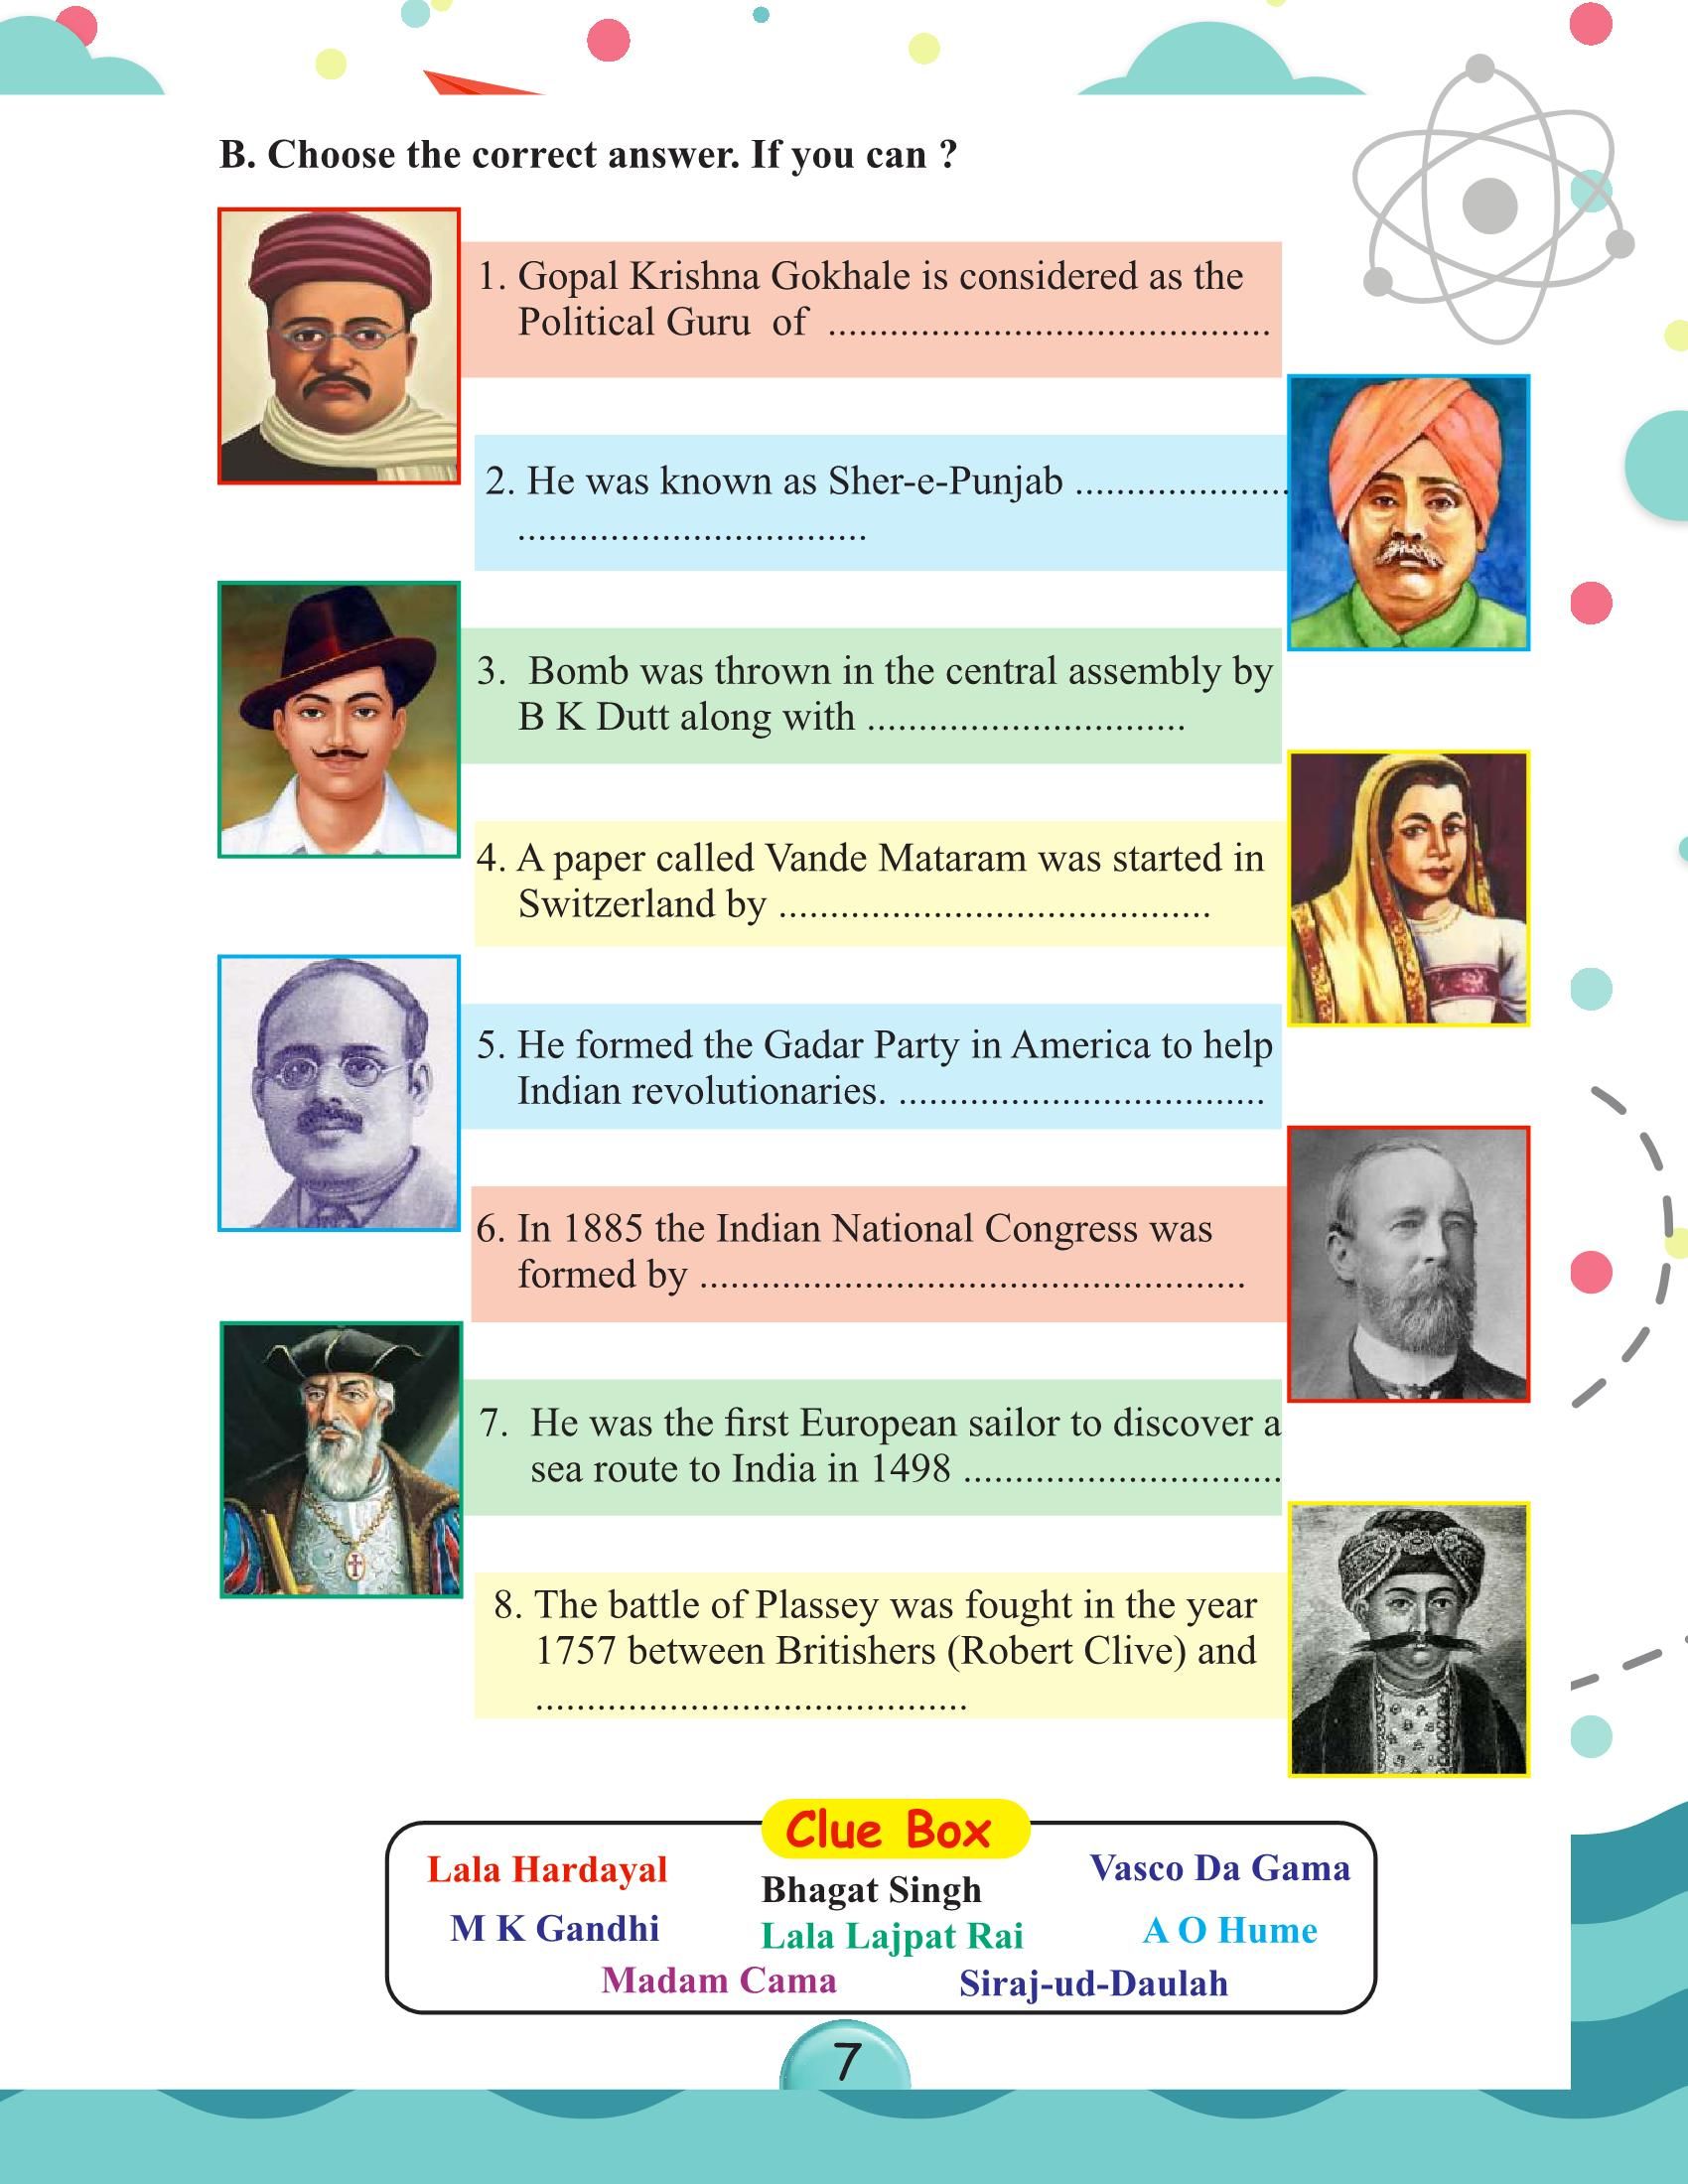 B. Choose the correct answer. If you can ?
1. Gopal Krishna Gokhale is considered as the
Political Guru of ...........................................
2. He was known as Sher-e-Punjab .....................
..................................
3. Bomb was thrown in the central assembly by
B K Dutt along with ...............................
4. A paper called Vande Mataram was started in
Switzerland by ..........................................
5. He formed the Gadar Party in America to help
Indian revolutionaries. ....................................
6. In 1885 the Indian National Congress was
formed by .....................................................
7. He was the first European sailor to discover a
sea route to India in 1498 ...............................
8. The battle of Plassey was fought in the year
1757 between Britishers (Robert Clive) and
..........................................
Clue Box
Lala Hardayal
Bhagat Singh
Vasco Da Gama
M K Gandhi
Lala Lajpat Rai
A O Hume
Madam Cama
Siraj-ud-Daulah
7